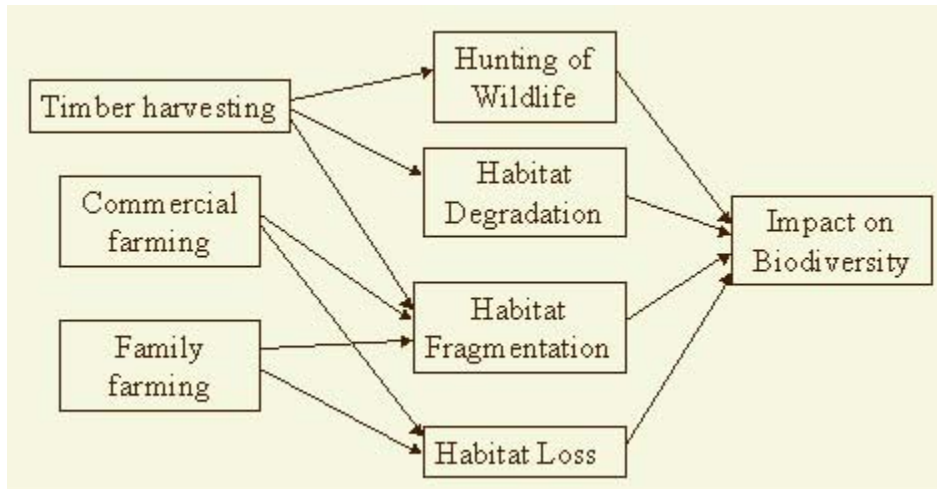 Timber harvesting
Commercial
farming
Family
farming
Hunting of
Wildlife
Habitat
Degradation
Habitat
Fragmentation
Habitat Loss
Impact on
Biodiversity